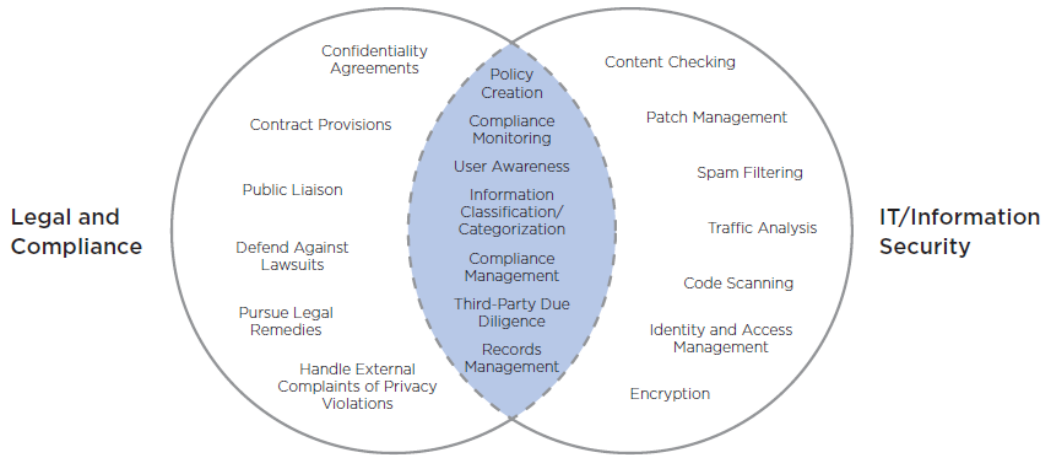 Legal and
Compliance
Confidentiality
Agreements
Contract Provisions
Public Liaison
Defend Against
Lawsuits
Pursue Legal
Remedies
Handle External
Complaints of Privacy
Violations
Policy
Creation
Compliance
Monitoring
User Awareness
Information
Classification/
Categorization
Compliance
Management
Third-Party Due
Diligence
Records
Management
Content Checking
Patch Management
Spam Filtering
Traffic Analysis
Code Scanning
Identity and Access
Management
Encryption
IT/Information
Security